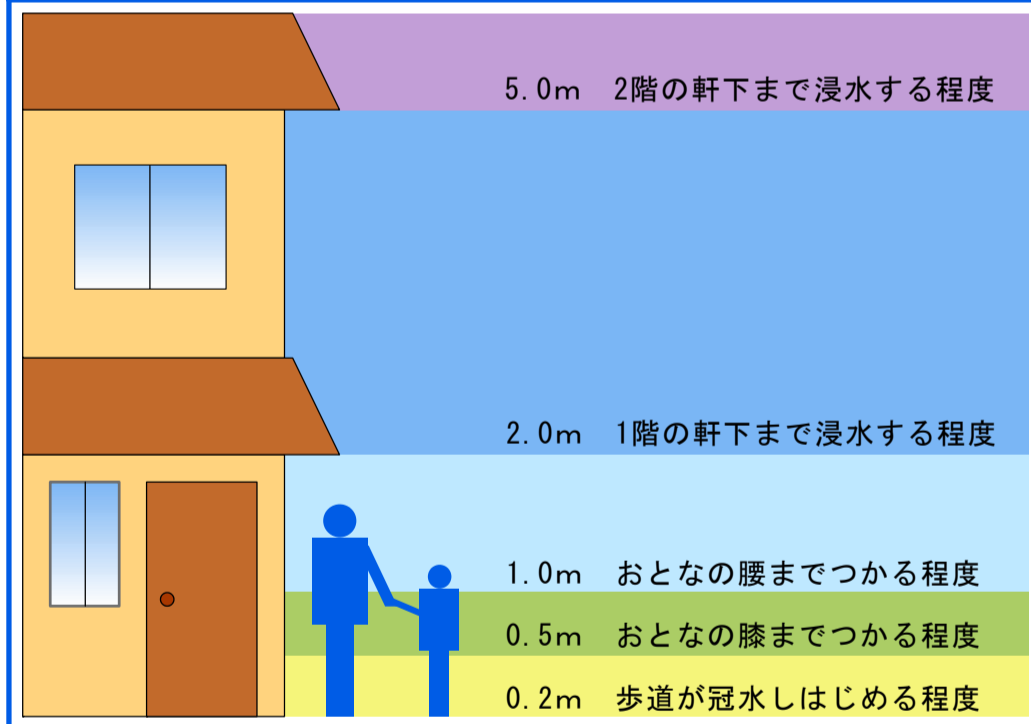 5.0m 2階の軒下まで浸水する程度
2.0m 1階の軒下まで浸水する程度
1.0m おとなの腰までつかる程度
0.5m おとなの膝までつかる程度
0.2m 歩道が冠水しはじめる程度